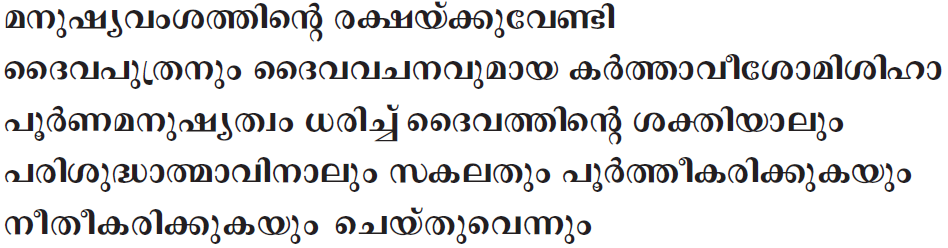 മനുഷ്യവംശത്തിന്റെ രക്ഷയ്ക്കുവേണ്ടി
ദൈവപുത്രനും ദൈവവചനവുമായ കർത്താവീശോമിശിഹാ
പൂർണമനുഷ്യത്വം ധരിച്ച് ദൈവത്തിന്റെ ശക്തിയാലും
പരിശുദ്ധാത്മാവിനാലും സകലതും പൂർത്തീകരിക്കുകയും
നീതീകരിക്കുകയും ചെയ്തുവെന്നും